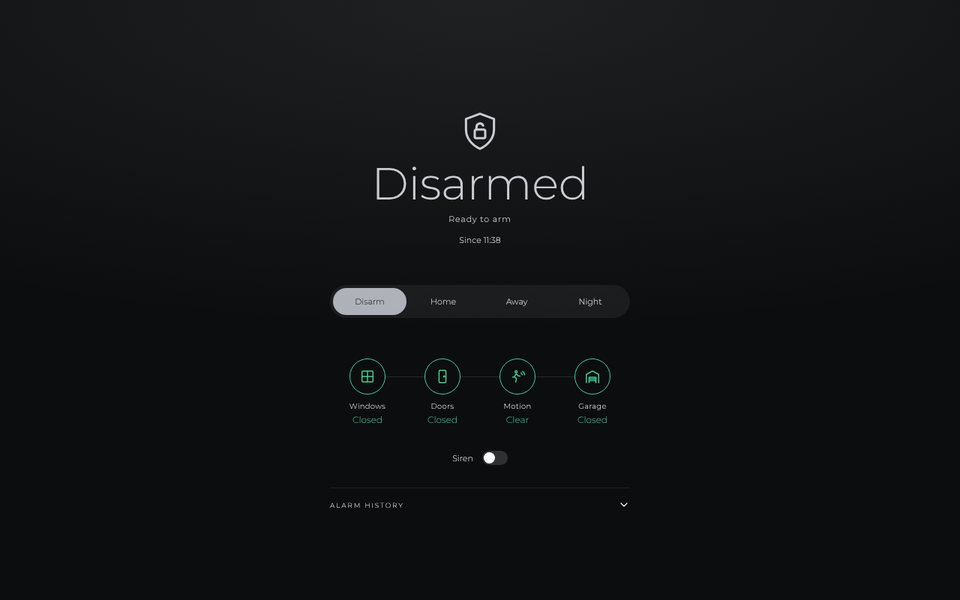 Disarmed
Ready to arm
Since 11:38
Disarm Home Away Night
Windows Doors Motion Garage
Closed Closed Clear Closed
Siren
ALARM HISTORY